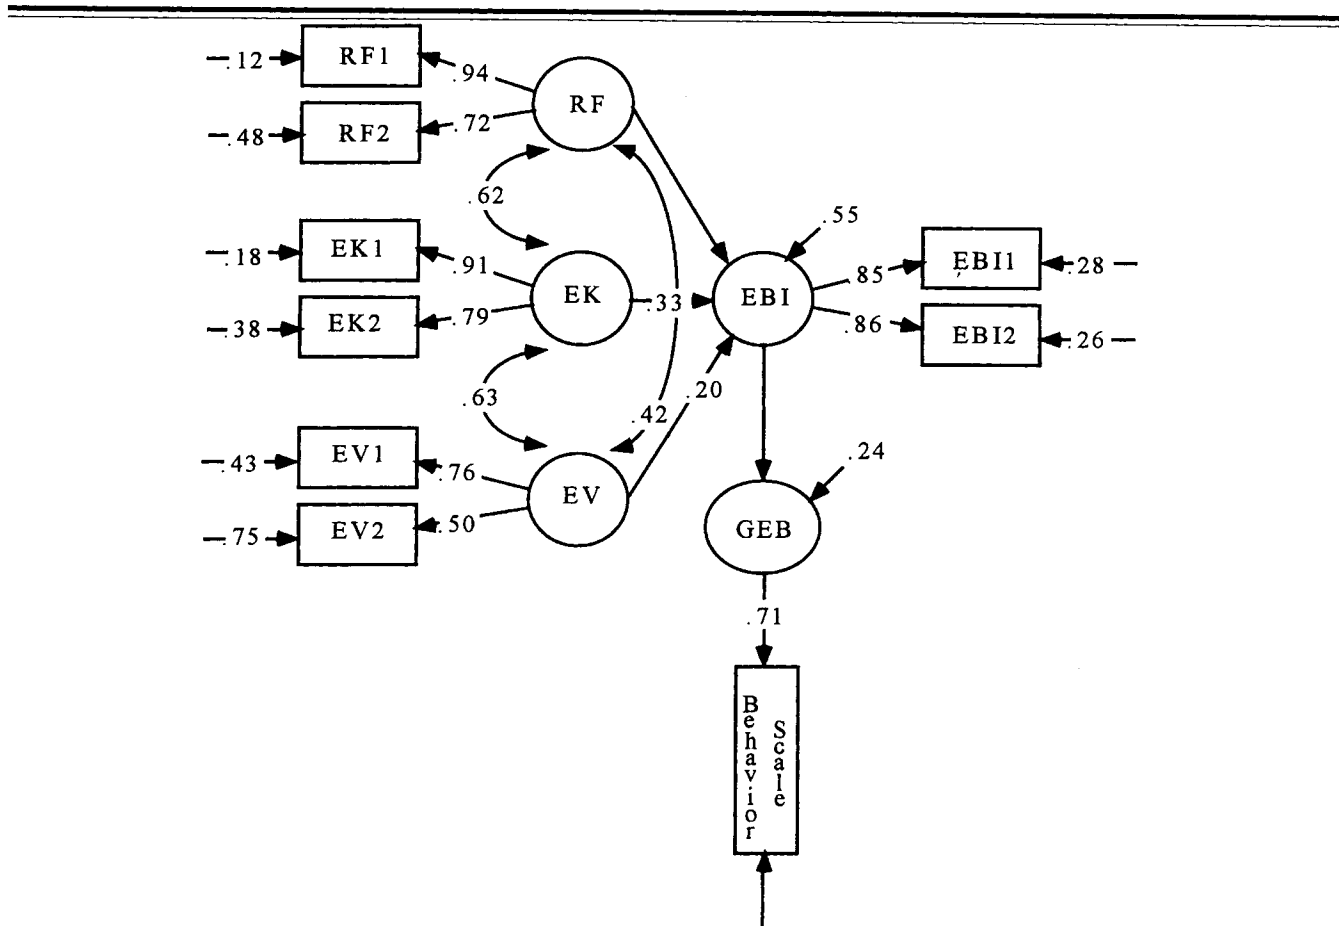 .12 RF1 .94 RF
.48 RF2 .72
.62
.55
.18 EK1 .91 EK .33 EBI .85 EBI1 .28
.38 EK2 .79 .86 EBI2 .26
.63 .42 .20
.43 EV1 .76 EV
.24
.75 EV2 .50 GEB
.71
Behavior
Scale